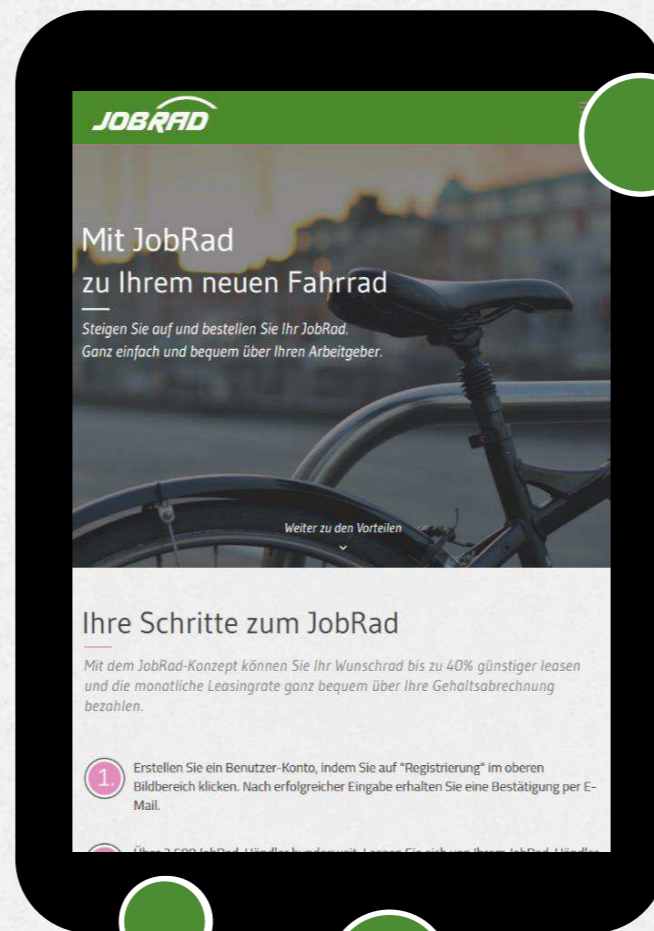 JOBRAD
Mit JobRad
zu Ihrem neuen Fahrrad
Steigen Sie auf und bestellen Sie Ihr JobRad.
Ganz einfach und bequem über Ihren Arbeitgeber.
Weiter zu den Vorteilen
Ihre Schritte zum JobRad
Mit dem JobRad-Konzept können Sie Ihr Wunschrad bis zu 40% günstiger leasen
und die monatliche Leasingrate ganz bequem über Ihre Gehaltsabrechnung
bezahlen.
1.
Erstellen Sie ein Benutzer-Konto, indem Sie auf "Registrierung" im oberen
Bildbereich klicken. Nach erfolgreicher Eingabe erhalten Sie eine Bestätigung per E-
Mail.